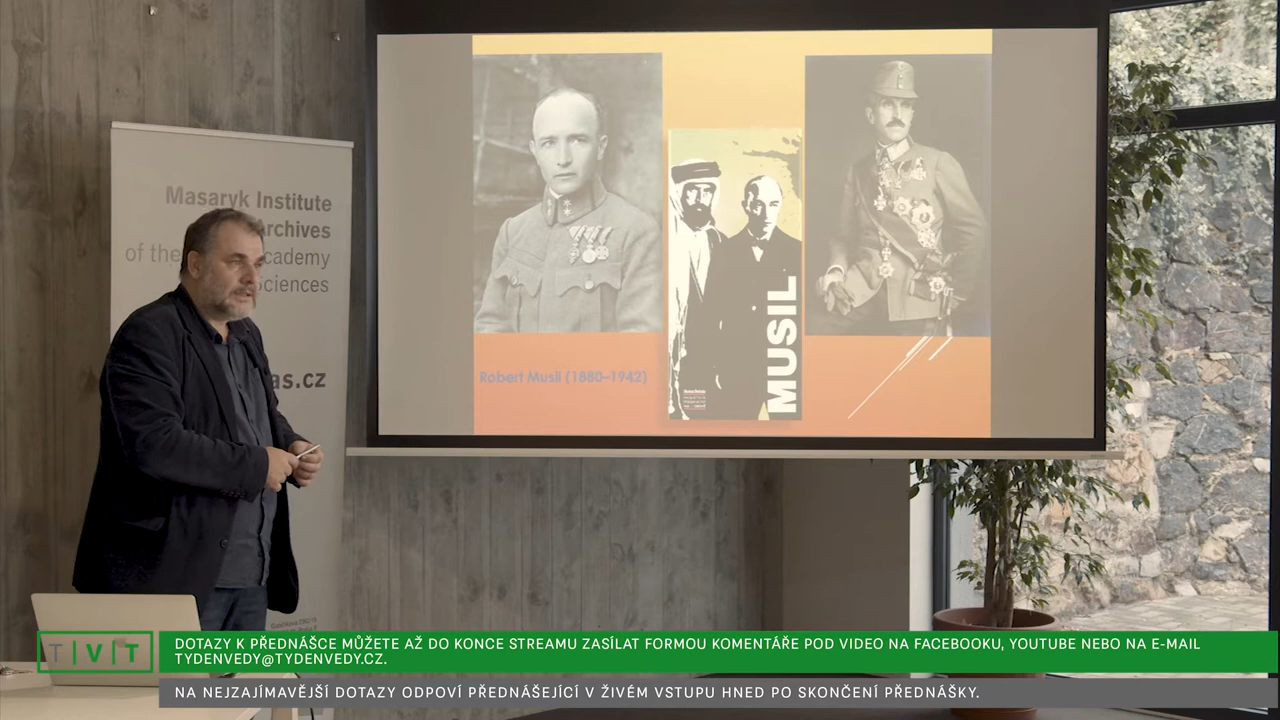 Masaryk Institute
Archives
of the
cademy
Sciences
as.cz
Robert Musil (1880–1942)
MUSIL
T|V|T
DOTAZY K PŘEDNÁŠCE MŮŽETE AŽ DO KONCE STREAMU ZASÍLAT FORMOU KOMENTÁŘE POD VIDEO NA FACEBOOKU, YOUTUBE NEBO NA E-MAIL
TYDENVEDY@TYDENVEDY.CZ.
NA NEJZAJÍMAVĚJŠÍ DOTAZY ODPOVÍ PŘEDNÁŠEJÍCÍ V ŽIVÉM VSTUPU HNED PO SKONČENÍ PŘEDNÁŠKY.